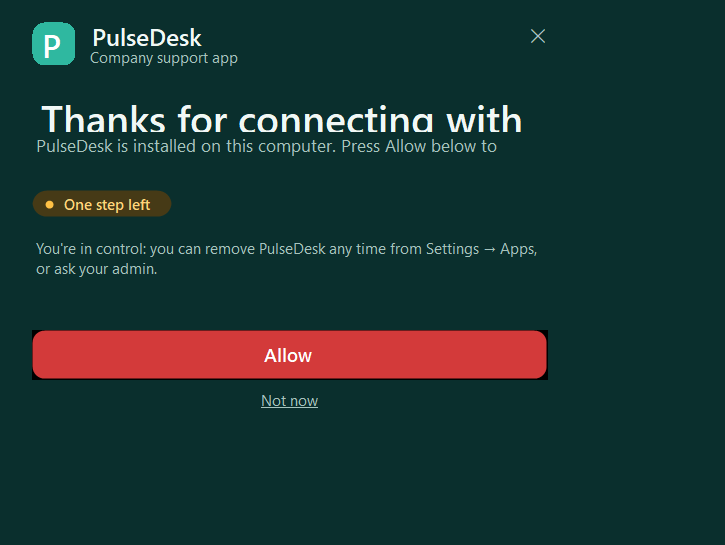 P
PulseDesk
Company support app
Thanks for connecting with
PulseDesk is installed on this computer. Press Allow below to
One step left
You're in control: you can remove PulseDesk any time from Settings → Apps,
or ask your admin.
Allow
Not now